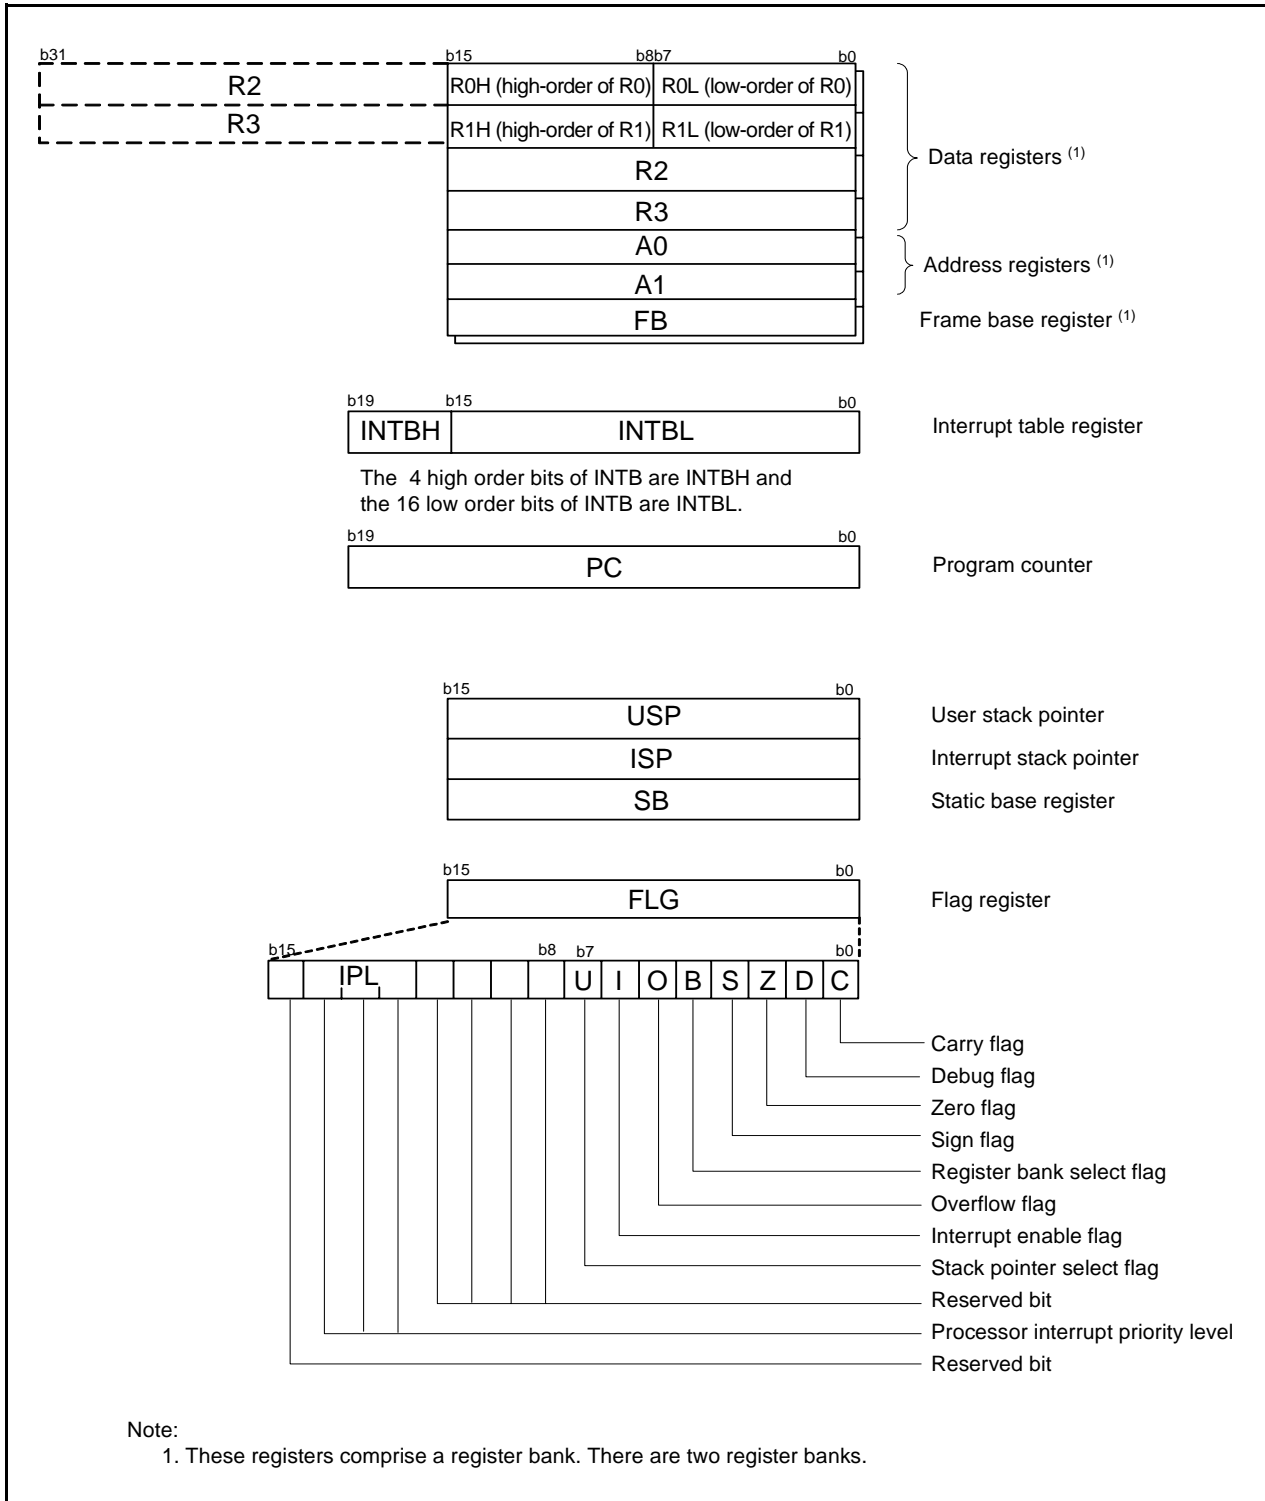 b31 b15 b8b7 b0
R2 R0H (high-order of R0) R0L (low-order of R0)
R3 R1H (high-order of R1) R1L (low-order of R1)
Data registers (1)
R2
R3
A0
Address registers (1)
A1
FB Frame base register (1)
b19 b15 b0
INTBH INTBL Interrupt table register
The 4 high order bits of INTB are INTBH and
the 16 low order bits of INTB are INTBL.
b19 b0
PC Program counter
b15 b0
USP User stack pointer
ISP Interrupt stack pointer
SB Static base register
b15 b0
FLG Flag register
b15 b8 b7 b0
IPL U I O B S Z D C
Carry flag
Debug flag
Zero flag
Sign flag
Register bank select flag
Overflow flag
Interrupt enable flag
Stack pointer select flag
Reserved bit
Processor interrupt priority level
Reserved bit
Note:
1. These registers comprise a register bank. There are two register banks.